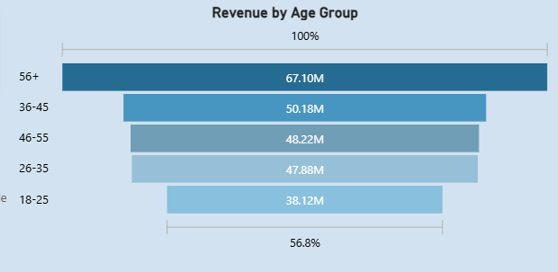 Revenue by Age Group
100%
56+ 67.10M
36-45 50.18M
46-55 48.22M
26-35 47.88M
le 18-25 38.12M
56.8%